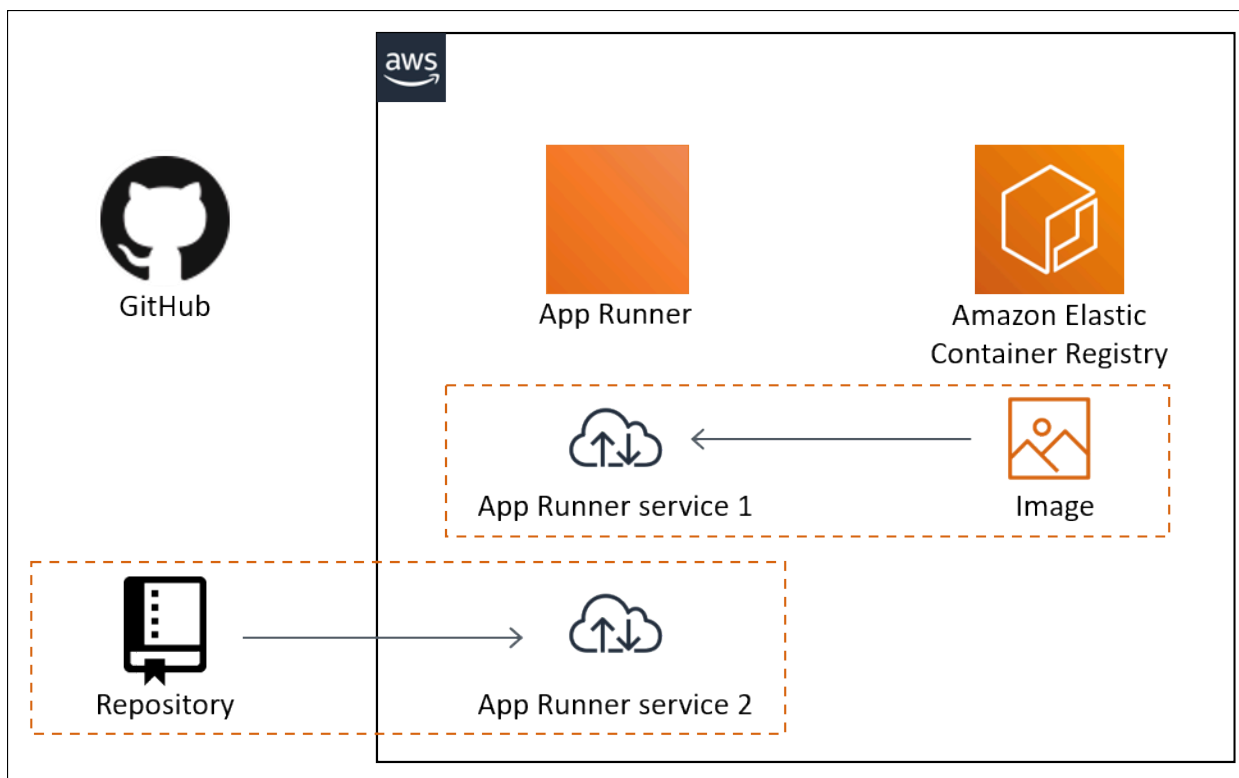 aws
GitHub
App Runner
Amazon Elastic
Container Registry
App Runner service 1
Image
Repository
App Runner service 2